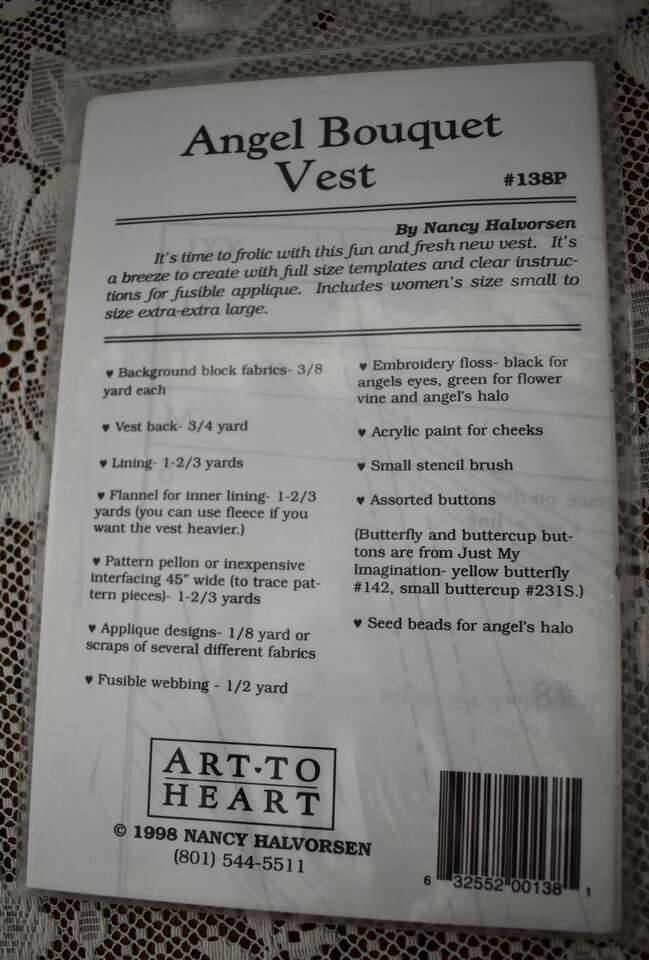 Angel Bouquet
Vest
#138P
By Nancy Halvorsen
It's time to frolic with this fun and fresh new vest. It's
a breeze to create with full size templates and clear instruc-
tions for fusible applique. Includes women's size small to
size extra-extra large.
♥ Background block fabrics- 3/8
yard each
♥ Vest back- 3/4 yard
♥ Lining- 1-2/3 yards
♥ Flannel for inner lining- 1-2/3
yards (you can use fleece if you
want the vest heavier.)
♥ Pattern pellon or inexpensive
interfacing 45" wide (to trace pat-
tern pieces)- 1-2/3 yards
♥ Applique designs- 1/8 yard or
scraps of several different fabrics
♥ Fusible webbing - 1/2 yard
♥ Embroidery floss- black for
angels eyes, green for flower
vine and angel's halo
♥ Acrylic paint for cheeks
♥ Small stencil brush
♥ Assorted buttons
(Butterfly and buttercup but-
tons are from Just My
Imagination- yellow butterfly
#142, small buttercup #231S.)
♥ Seed beads for angel's halo
ART♥TO
HEART
© 1998 NANCY HALVORSEN
(801) 544-5511
6 32552 00138 1